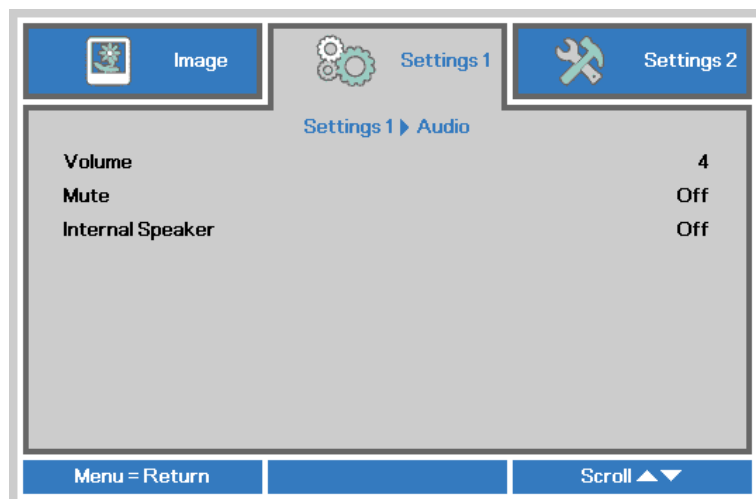 Image Settings 1 Settings 2
Settings 1 ▶ Audio
Volume 4
Mute Off
Internal Speaker Off
Menu = Return Scroll ▲▼